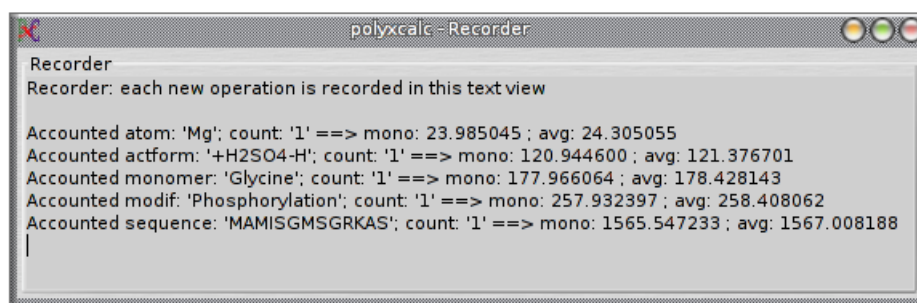 polyxcalc - Recorder
Recorder
Recorder: each new operation is recorded in this text view
Accounted atom: 'Mg'; count: '1' ==> mono: 23.985045 ; avg: 24.305055
Accounted actform: '+H2SO4-H'; count: '1' ==> mono: 120.944600 ; avg: 121.376701
Accounted monomer: 'Glycine'; count: '1' ==> mono: 177.966064 ; avg: 178.428143
Accounted modif: 'Phosphorylation'; count: '1' ==> mono: 257.932397 ; avg: 258.408062
Accounted sequence: 'MAMISGMSGRKAS'; count: '1' ==> mono: 1565.547233 ; avg: 1567.008188